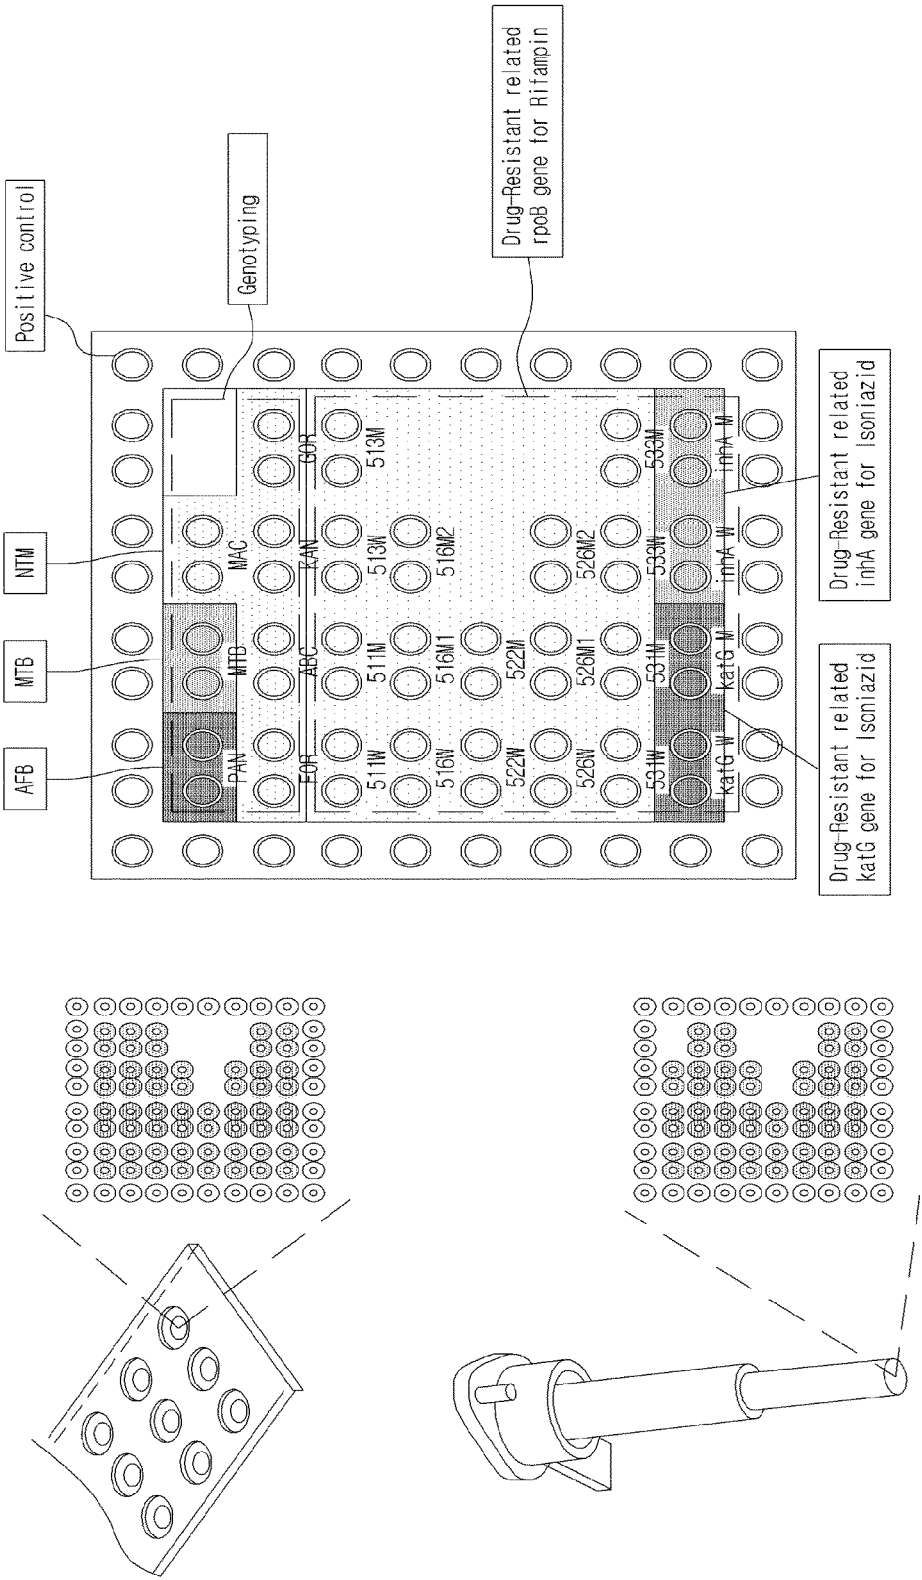 AFB
MTB
NTM
Positive control
Genotyping
PAN
MTB
MAC
FOR
ABC
KAN
GOR
511W
511M
513W
513M
516W
516M1
516M2
522W
522M
526W
526M1
526M2
531W
531M
533W
533M
katG W
katG M
inhA W
inhA M
Drug-Resistant related
rpoB gene for Rifampin
Drug-Resistant related
katG gene for Isoniazid
Drug-Resistant related
inhA gene for Isoniazid